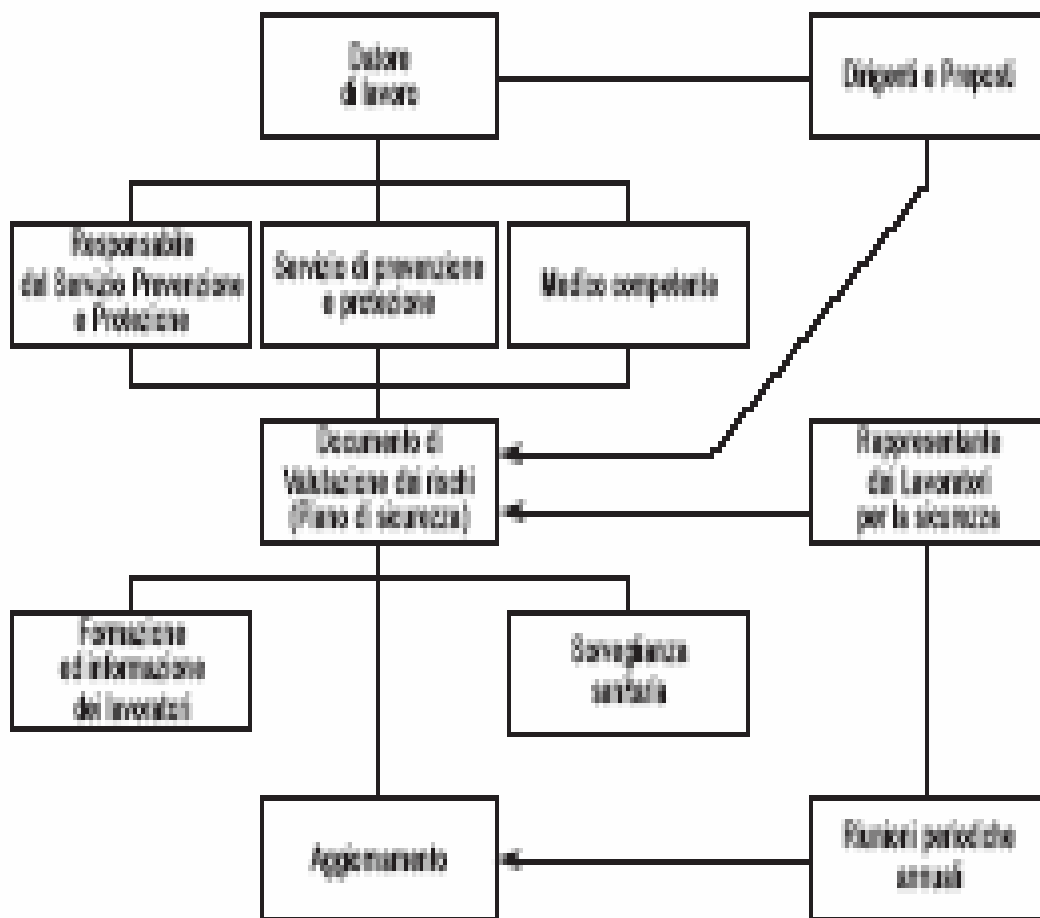 Datore
di lavoro
Dirigenti e Preposti
Responsabile
del Servizio Prevenzione
e Protezione
Servizio di prevenzione
e protezione
Medico competente
Documento di
Valutazione dei rischi
(Piano di sicurezza)
Rappresentante
dei Lavoratori
per la sicurezza
Formazione
ed informazione
dei lavoratori
Sorveglianza
sanitaria
Aggiornamento
Riunioni periodiche
annuali